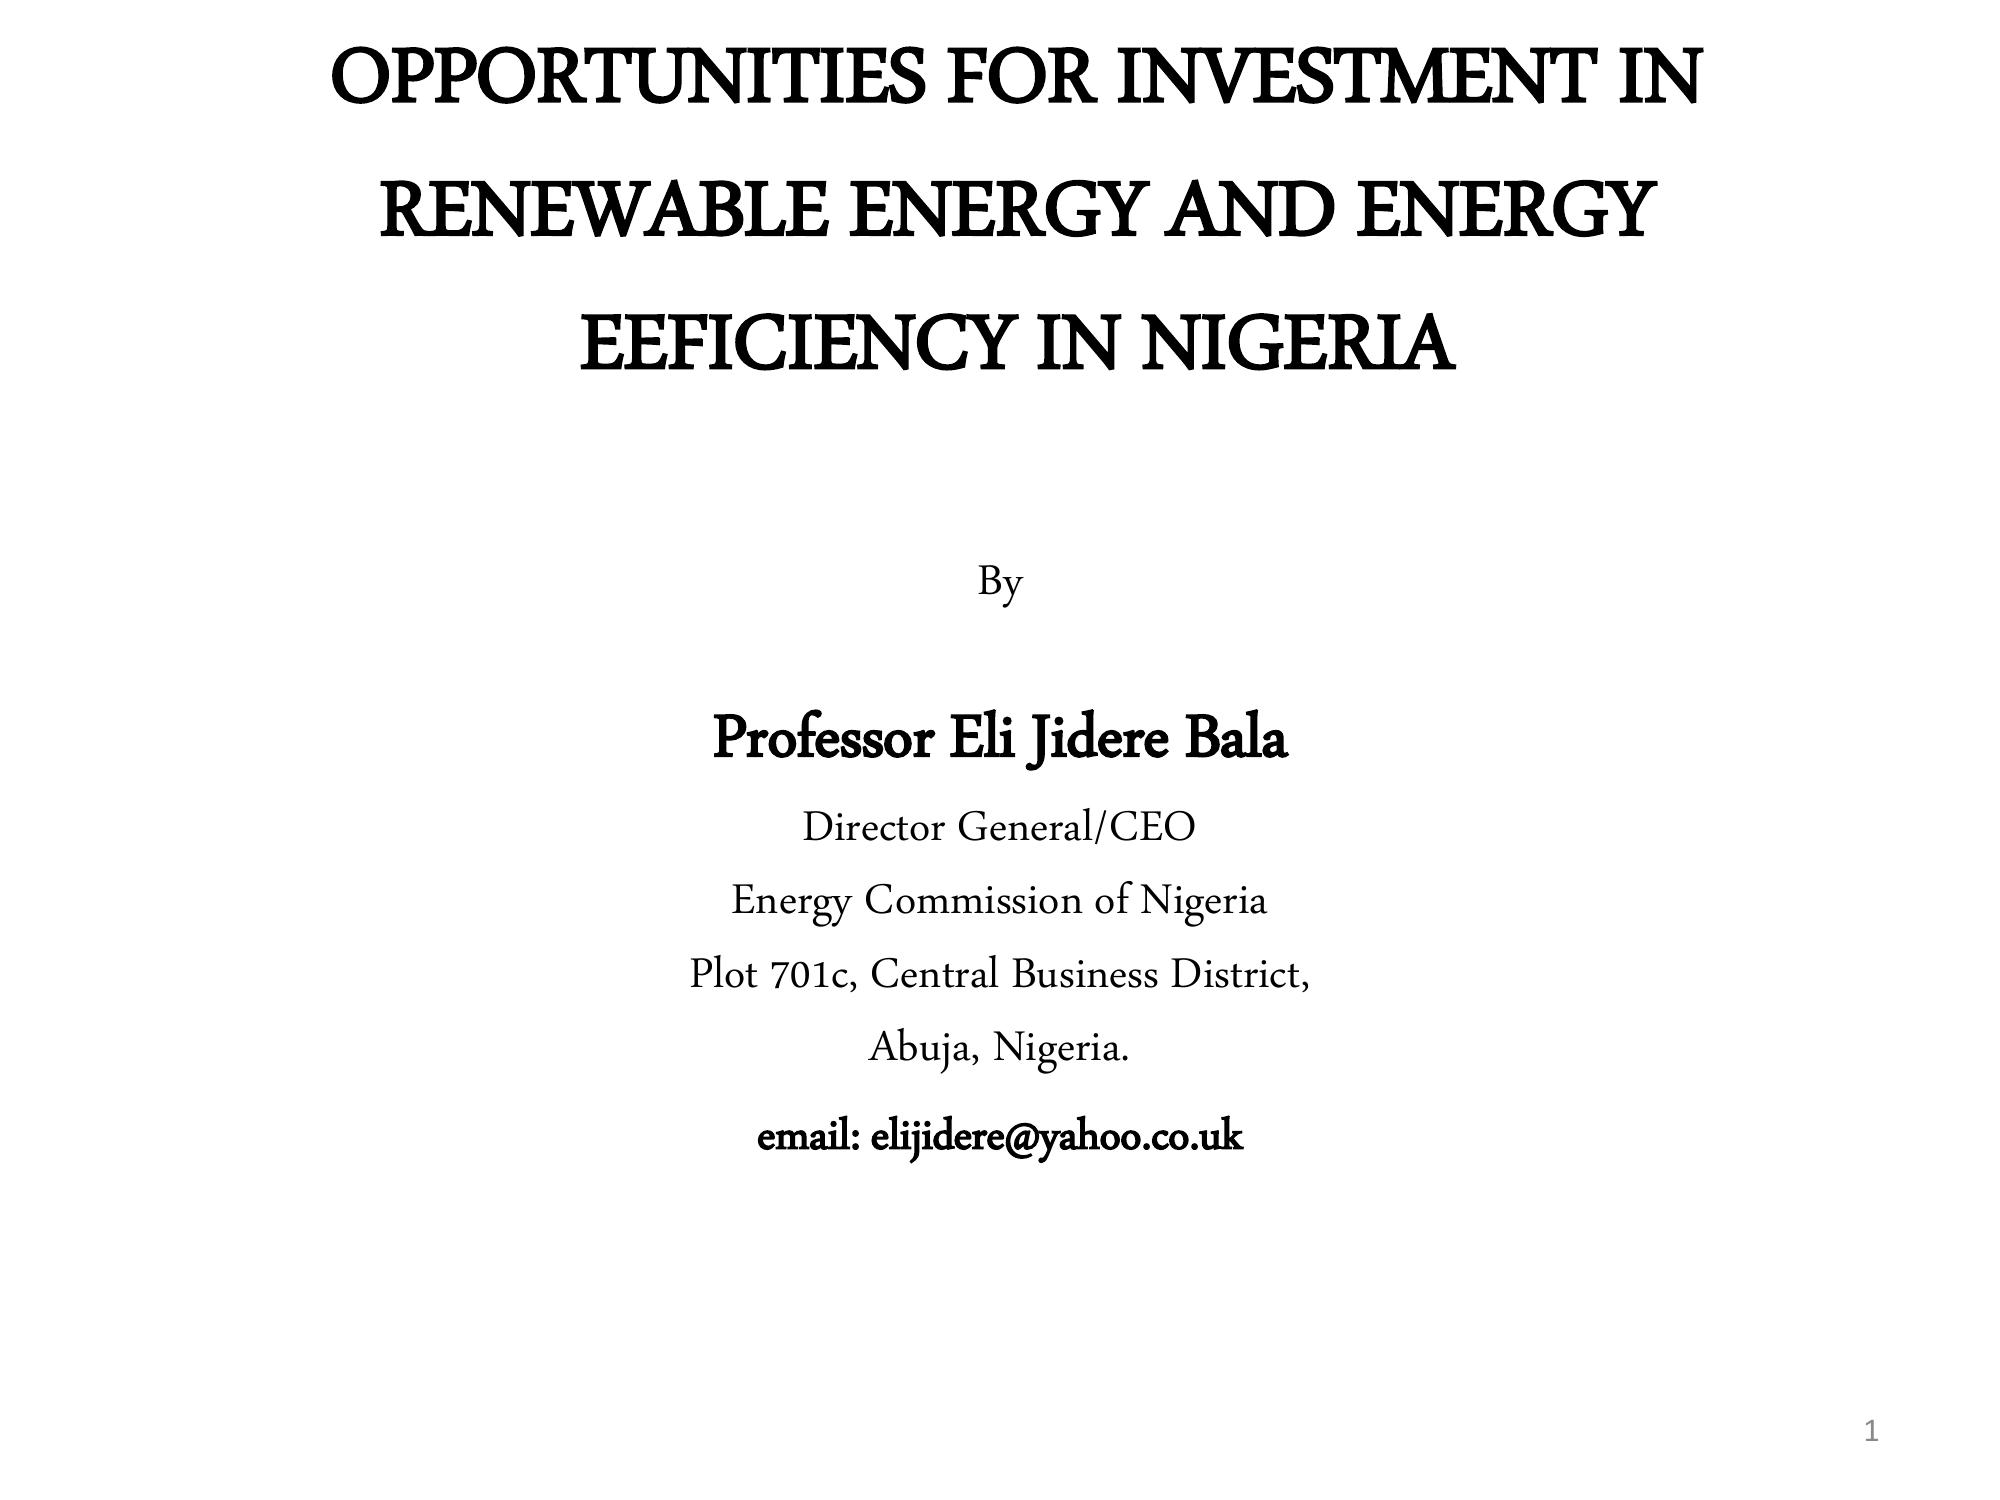 OPPORTUNITIES FOR INVESTMENT IN
RENEWABLE ENERGY AND ENERGY
EEFICIENCY IN NIGERIA
By
Professor Eli Jidere Bala
Director General/CEO
Energy Commission of Nigeria
Plot 701c, Central Business District,
Abuja, Nigeria.
email: elijidere@yahoo.co.uk
1